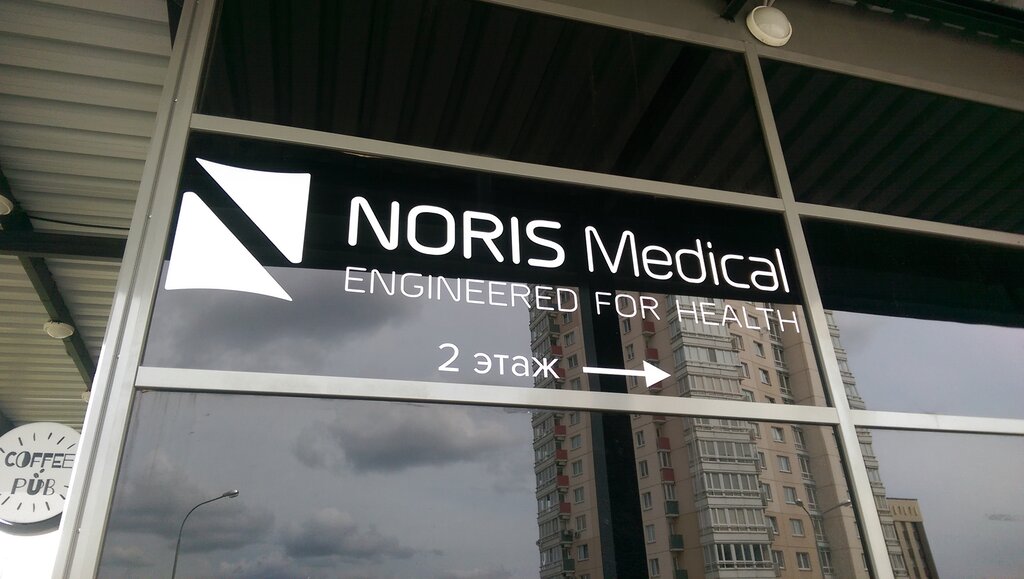 NORIS Medical
ENGINEERED FOR HEALTH
2 этаж
COFFEE
PUB